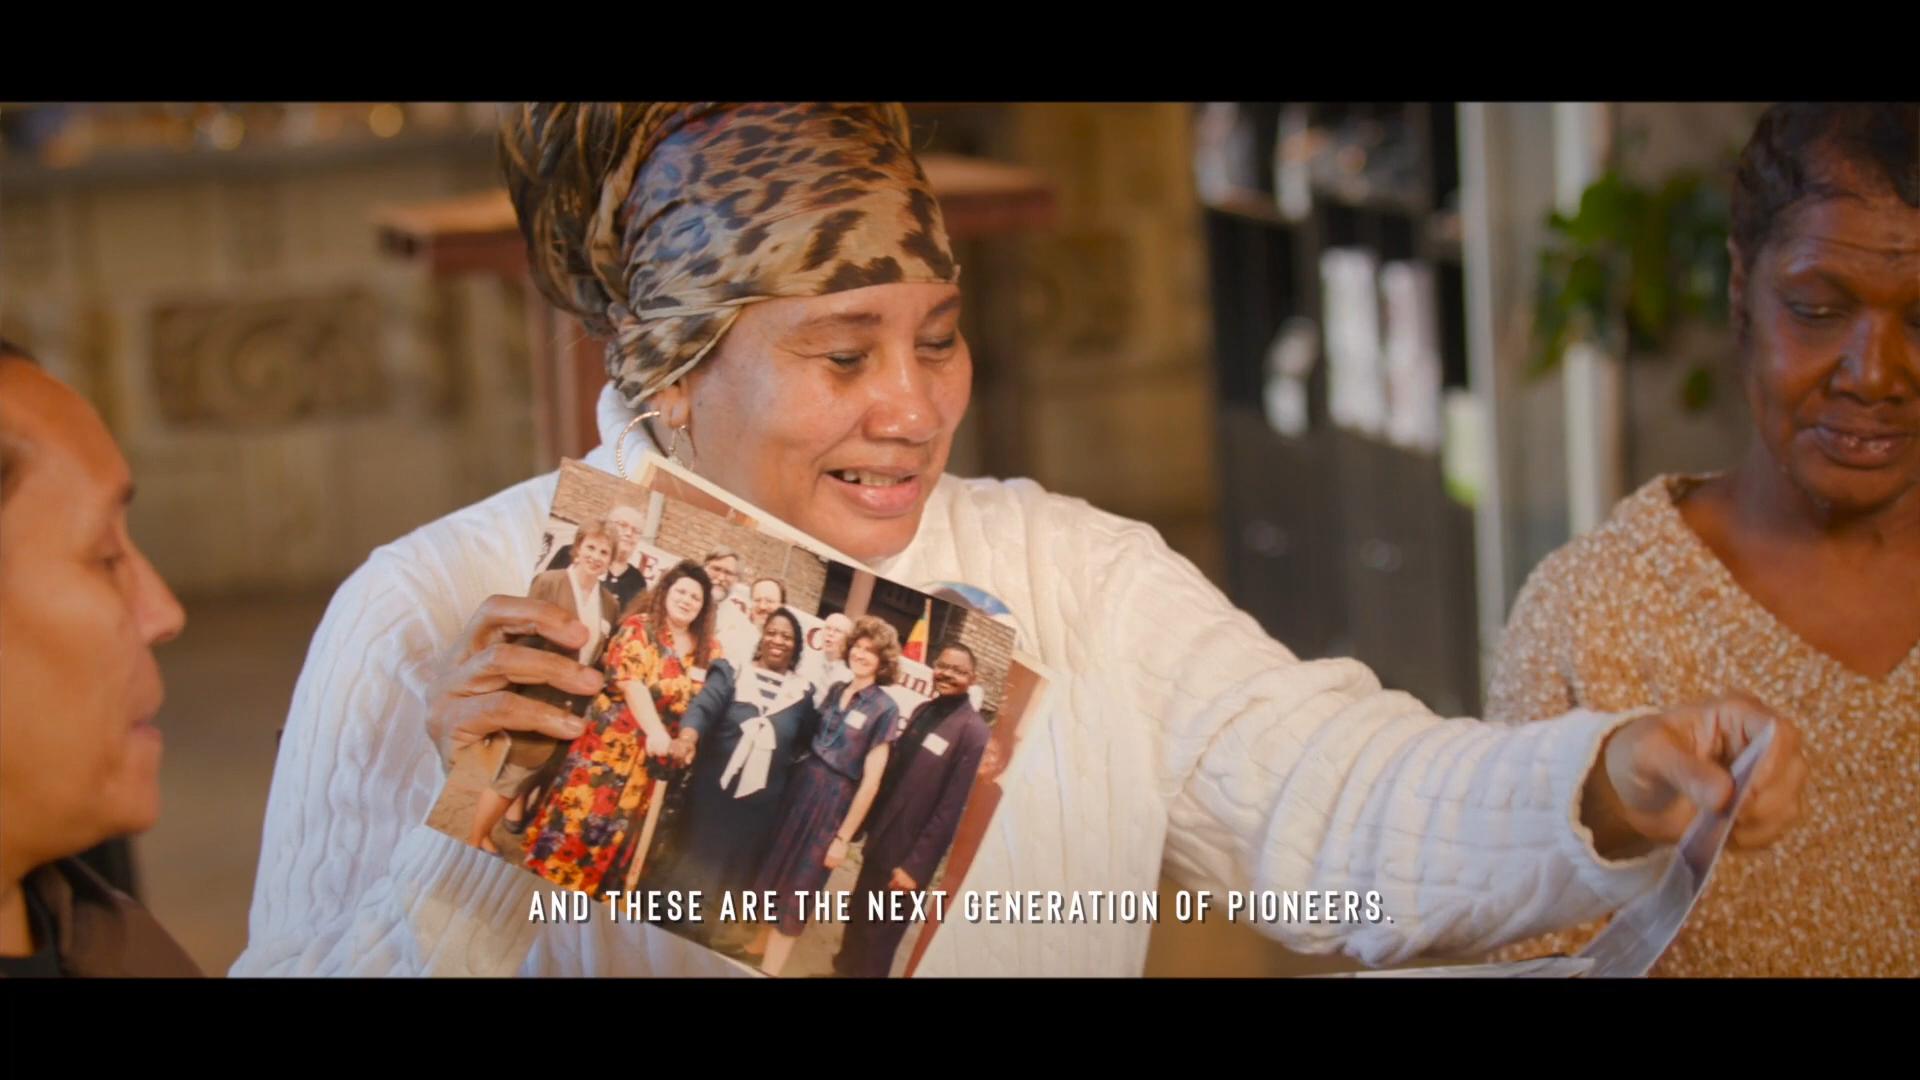 AND THESE ARE THE NEXT GENERATION OF PIONEERS.